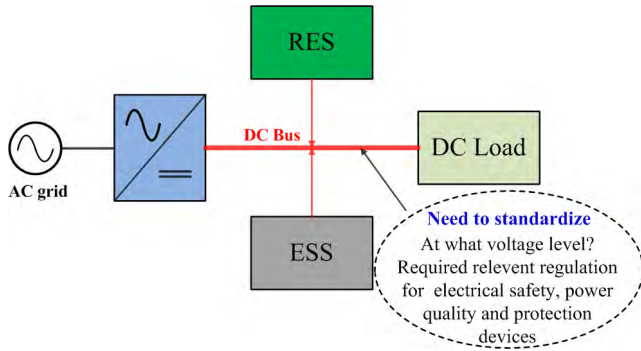 RES
DC Bus
DC Load
AC grid
ESS
Need to standardize
At what voltage level?
Required relevent regulation
for electrical safety, power
quality and protection
devices